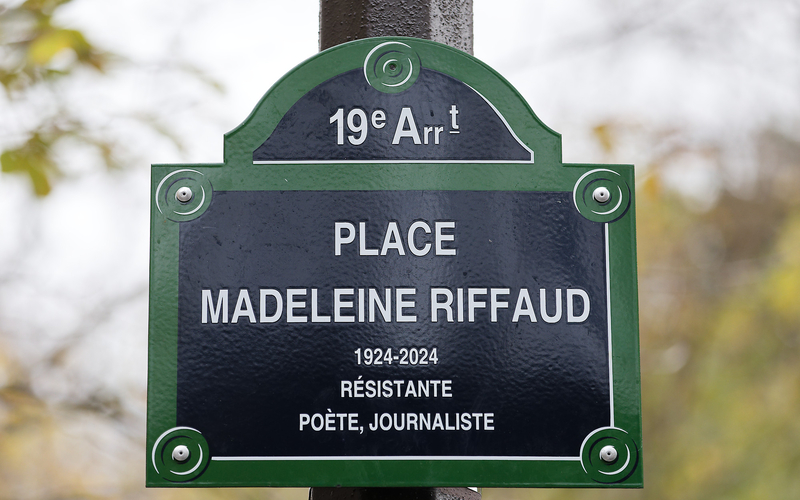 19e Arrt
PLACE
MADELEINE RIFFAUD
1924-2024
RÉSISTANTE
POÈTE, JOURNALISTE